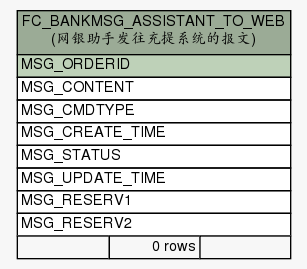 FC_BANKMSG_ASSISTANT_TO_WEB
(网银助手发往充提系统的报文)
MSG_ORDERID
MSG_CONTENT
MSG_CMDTYPE
MSG_CREATE_TIME
MSG_STATUS
MSG_UPDATE_TIME
MSG_RESERV1
MSG_RESERV2
0 rows